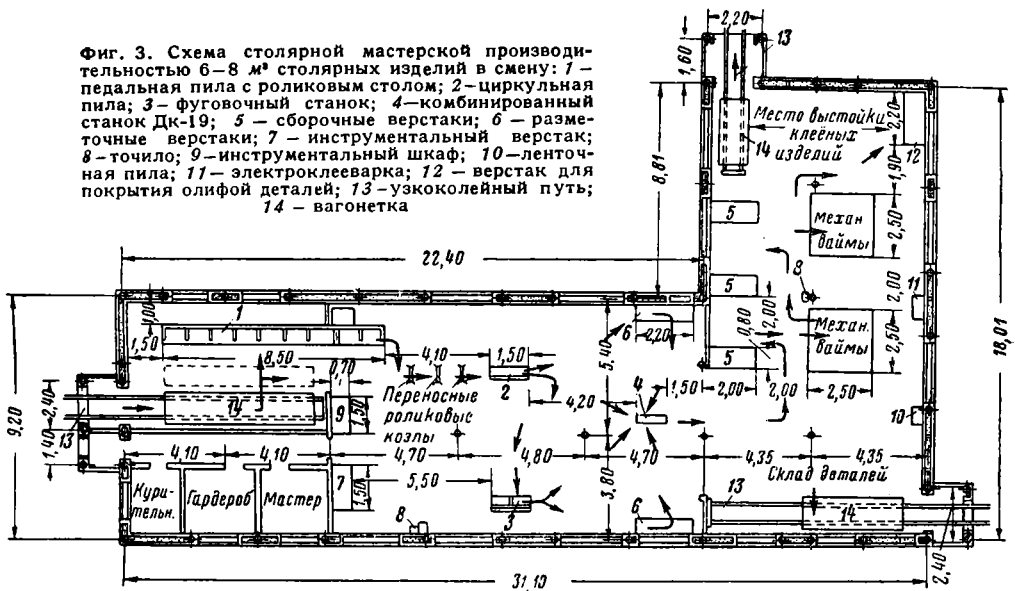 Фиг. 3. Схема столярной мастерской производи-
тельностью 6—8 м³ столярных изделий в смену: 1 —
педальная пила с роликовым столом; 2—циркульная
пила; 3— фуговочный станок; 4—комбинированный
станок Дк-19; 5 — сборочные верстаки; 6 — разме-
точные верстаки; 7 — инструментальный верстак;
8—точило; 9—инструментальный шкаф; 10—ленточ-
ная пила; 11— электроклееварка; 12 — верстак для
покрытия олифой деталей; 13—узкоколейный путь;
14 — вагонетка
2,20
13
1,60
Место выстойки
клеёных
изделий
14
2,20
12
1,90
8,81
5
Механ
ваймы
2,50
22,40
5
8
2,00
11
18,01
1,00
1
6
2,20
0,80
2,00
Механ.
ваймы
2,50
1,50
8,50
4,10
1,50
5,40
5
9,20
2,40
0,70
2
4
1,50
2,00
2,00
2,50
14
9
1,50
Переносные
роликовые
козлы
4,20
10
13
1,40
4,10
4,10
4,70
4,80
4,70
4,35
4,35
Склад деталей
Кури-
тельн.
Гардероб
Мастер
7
1,50
5,50
3,80
13
3
8
6
14
2,40
31,10